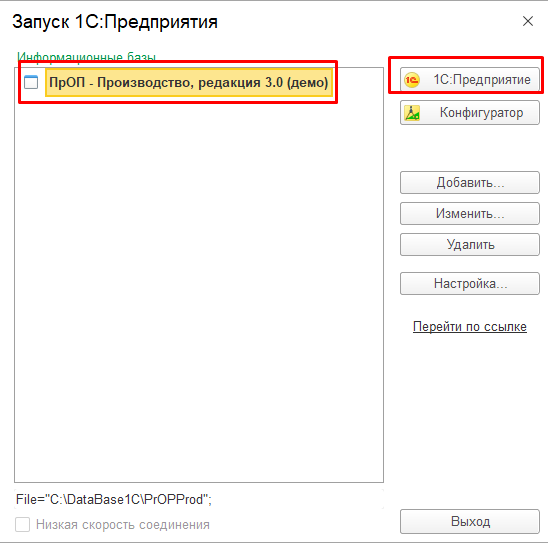 Запуск 1С:Предприятия
Информационные базы
ПрОП - Производство, редакция 3.0 (демо)
1С:Предприятие
Конфигуратор
Добавить...
Изменить...
Удалить
Настройка...
Перейти по ссылке
File="C:\DataBase1C\PrOPProd";
Низкая скорость соединения
Выход